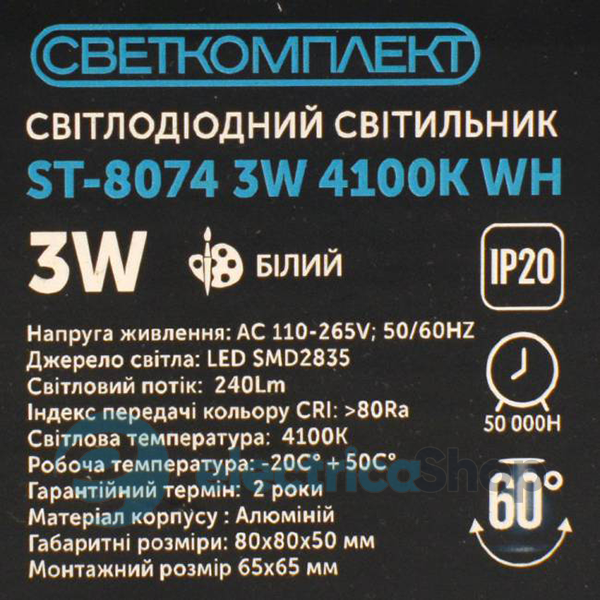 СВЕТКОМПЛЕКТ
СВІТЛОДІОДНИЙ СВІТИЛЬНИК
ST-8074 3W 4100K WH
3W
БІЛИЙ
IP20
Напруга живлення: AC 110-265V; 50/60HZ
Джерело світла: LED SMD2835
Світловий потік: 240Lm
Індекс передачі кольору CRI: >80Ra
Світлова температура: 4100K
Робоча температура: -20C° +50C°
Гарантійний термін: 2 роки
Матеріал корпусу : Алюміній
Габаритні розміри: 80x80x50 мм
Монтажний розмір 65x65 мм
50 000H
60°
electricaShop